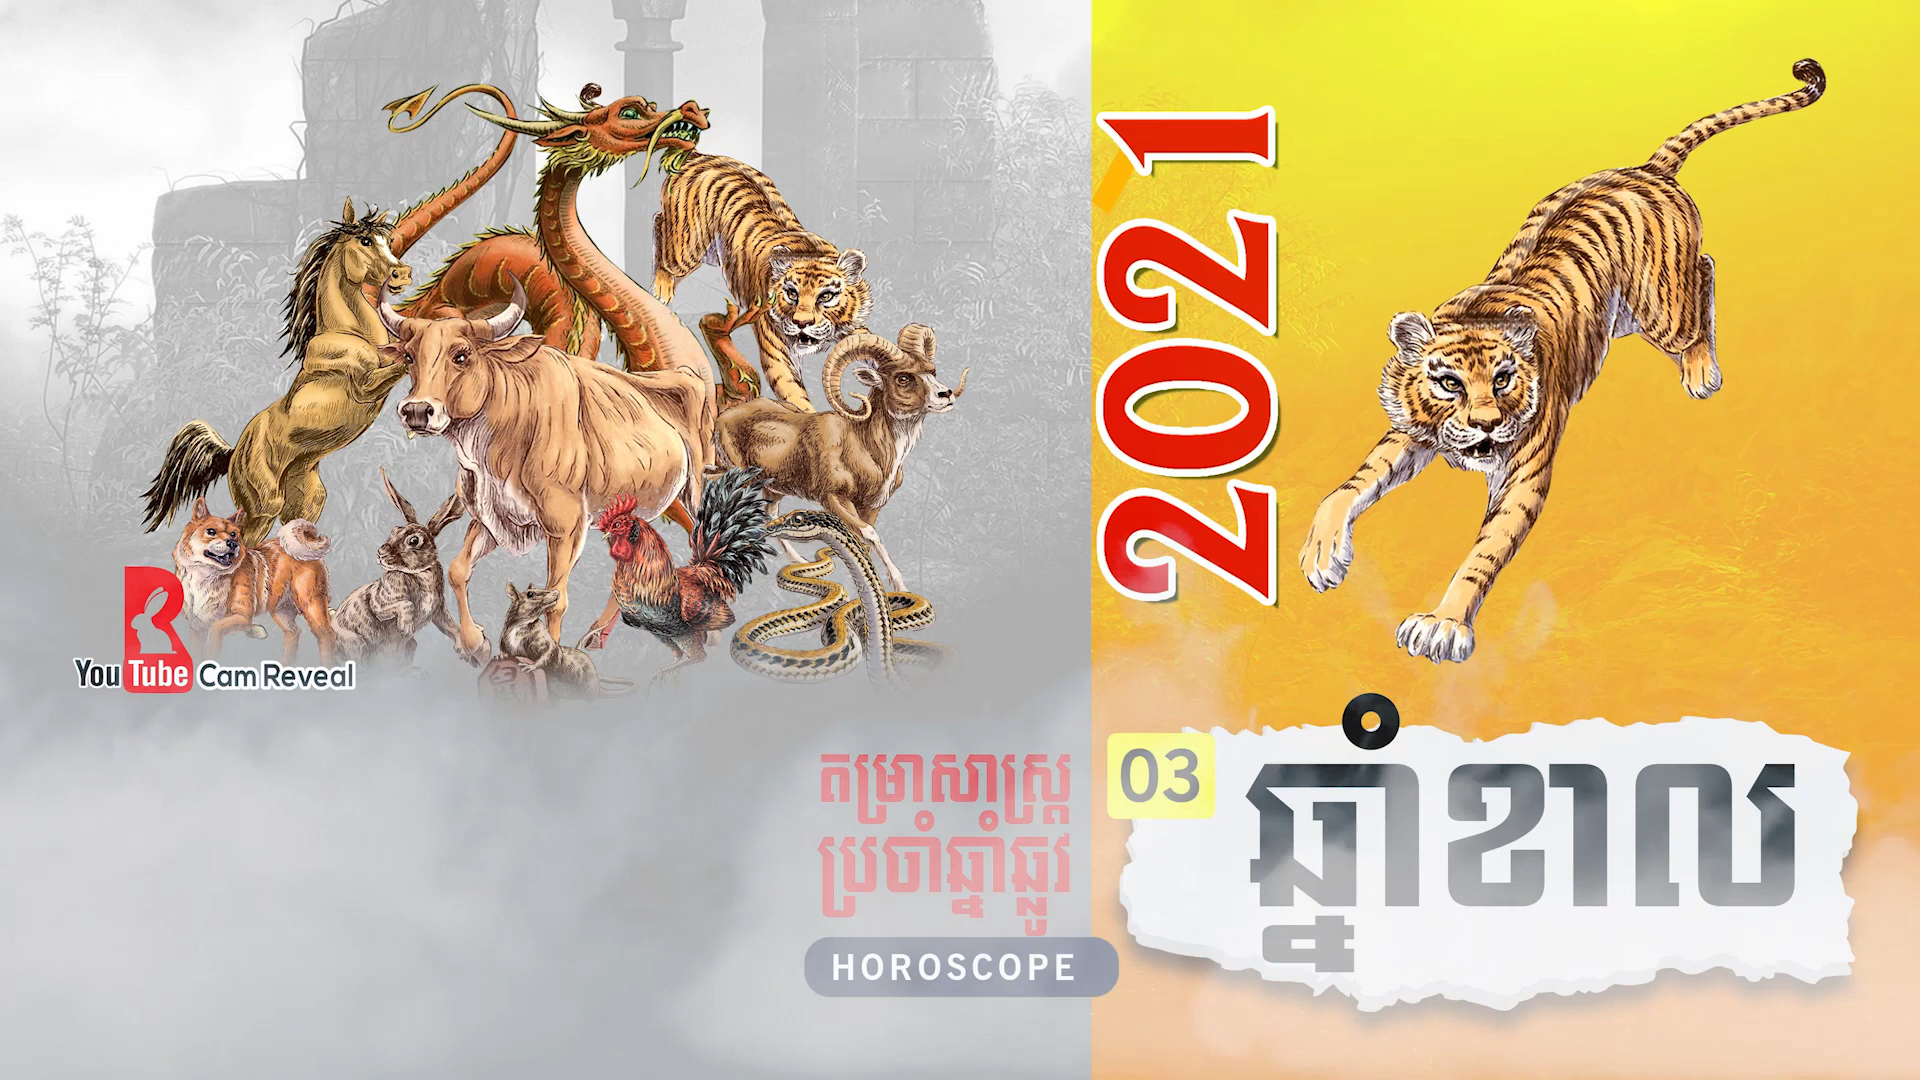 YouTube Cam Reveal
តម្រាសាស្ត្រ
ប្រចាំឆ្នាំឆ្លូវ
HOROSCOPE
2021
03
ឆ្នាំខាល